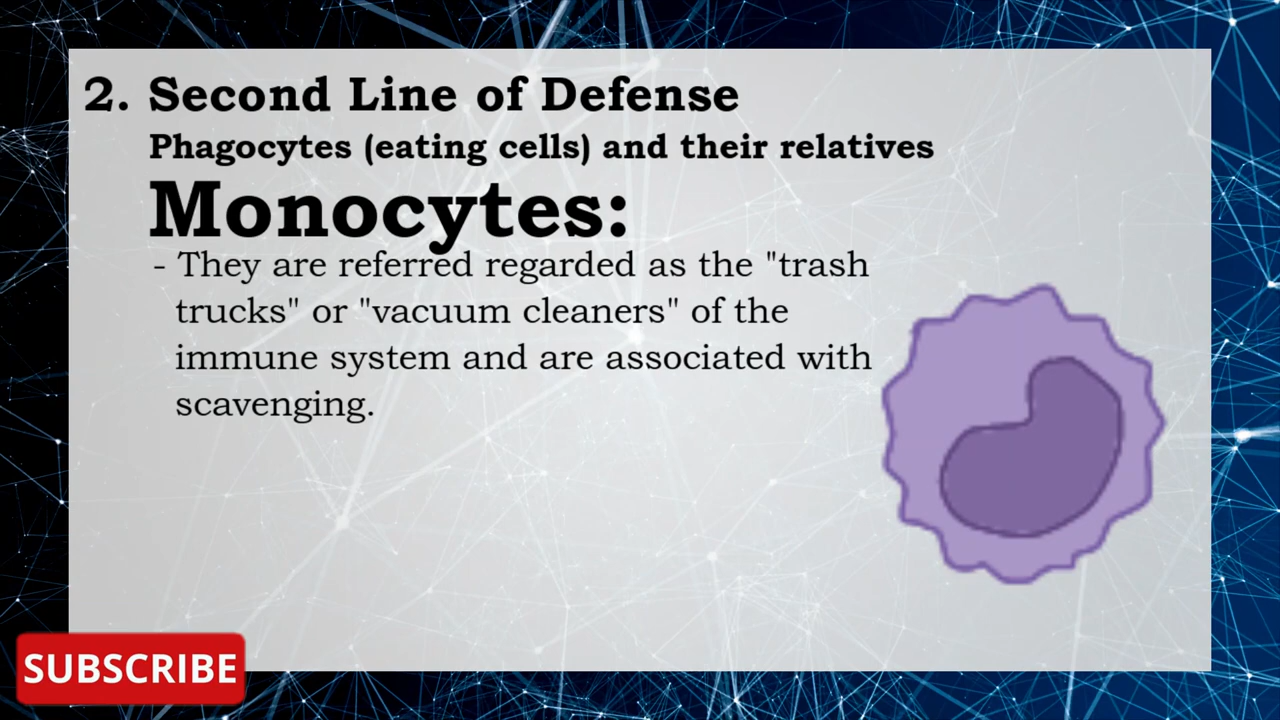 2. Second Line of Defense
Phagocytes (eating cells) and their relatives
Monocytes:
- They are referred regarded as the "trash
trucks" or "vacuum cleaners" of the
immune system and are associated with
scavenging.
SUBSCRIBE